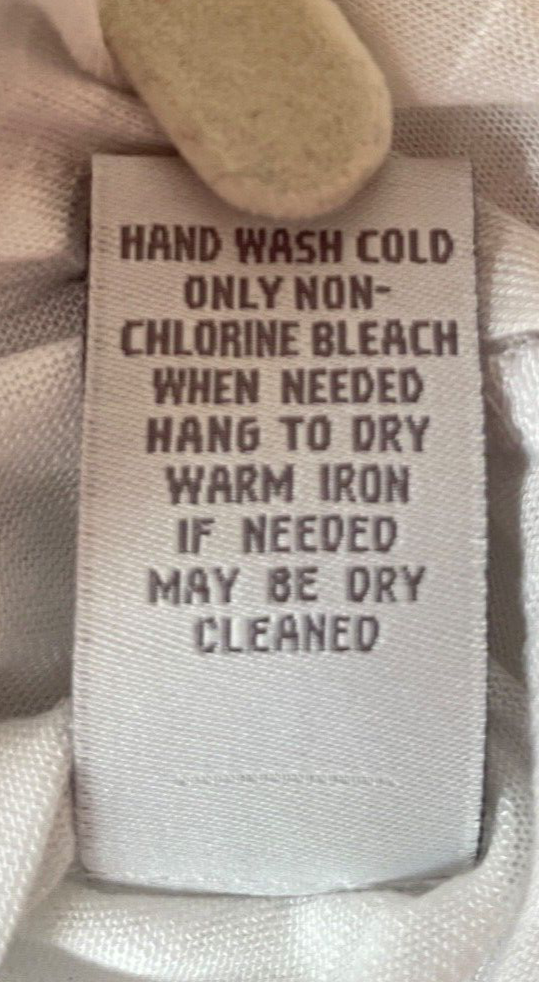 HAND WASH COLD
ONLY NON-
CHLORINE BLEACH
WHEN NEEDED
HANG TO DRY
WARM IRON
IF NEEDED
MAY BE DRY
CLEANED